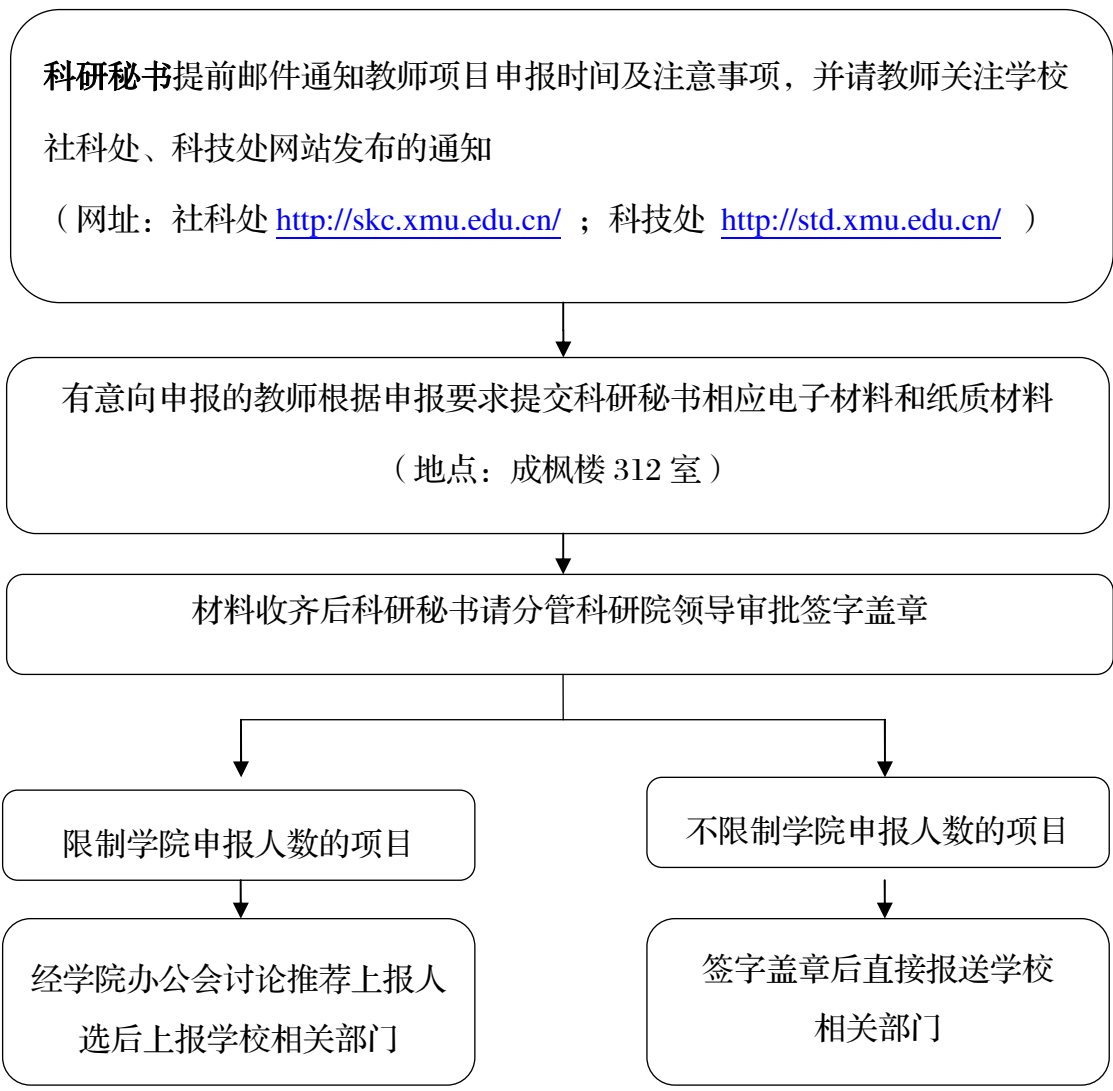 科研秘书提前邮件通知教师项目申报时间及注意事项，并请教师关注学校
社科处、科技处网站发布的通知
（网址：社科处 http://skc.xmu.edu.cn/ ；科技处 http://std.xmu.edu.cn/ ）
有意向申报的教师根据申报要求提交科研秘书相应电子材料和纸质材料
（地点：成枫楼 312 室）
材料收齐后科研秘书请分管科研院领导审批签字盖章
限制学院申报人数的项目
不限制学院申报人数的项目
经学院办公会讨论推荐上报人
选后上报学校相关部门
签字盖章后直接报送学校
相关部门